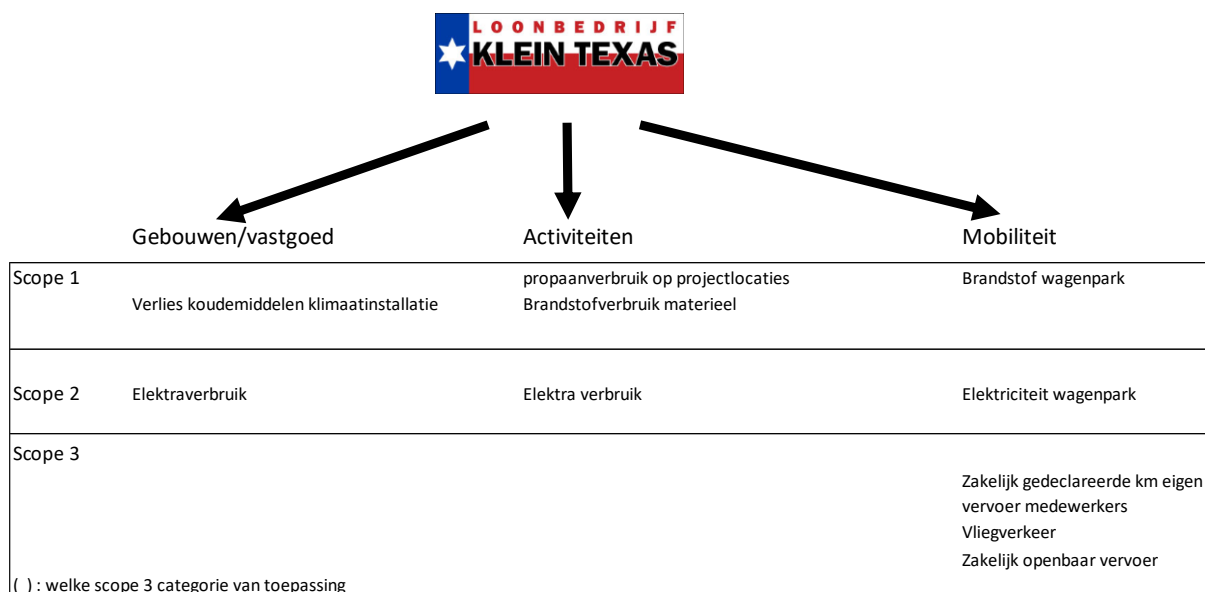 LOONBEDRIJF
KLEIN TEXAS
Gebouwen/vastgoed Activiteiten Mobiliteit
Scope 1 propaanverbruik op projectlocaties Brandstof wagenpark
Verlies koudemiddelen klimaatinstallatie Brandstofverbruik materieel
Scope 2 Elektraverbruik Elektra verbruik Elektriciteit wagenpark
Scope 3
Zakelijk gedeclareerde km eigen
vervoer medewerkers
Vliegverkeer
Zakelijk openbaar vervoer
( ) : welke scope 3 categorie van toepassing